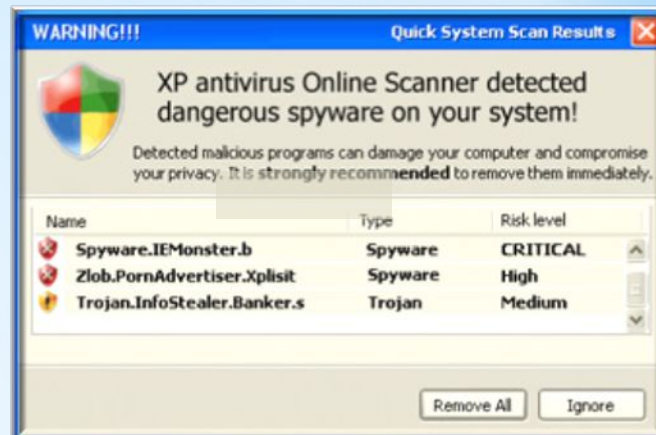 WARNING!!! Quick System Scan Results
XP antivirus Online Scanner detected
dangerous spyware on your system!
Detected malicious programs can damage your computer and compromise
your privacy. It is strongly recommended to remove them immediately.
Name Type Risk level
Spyware.IEMonster.b Spyware CRITICAL
Zlob.PornAdvertiser.Xplisit Spyware High
Trojan.InfoStealer.Banker.s Trojan Medium
Remove All Ignore